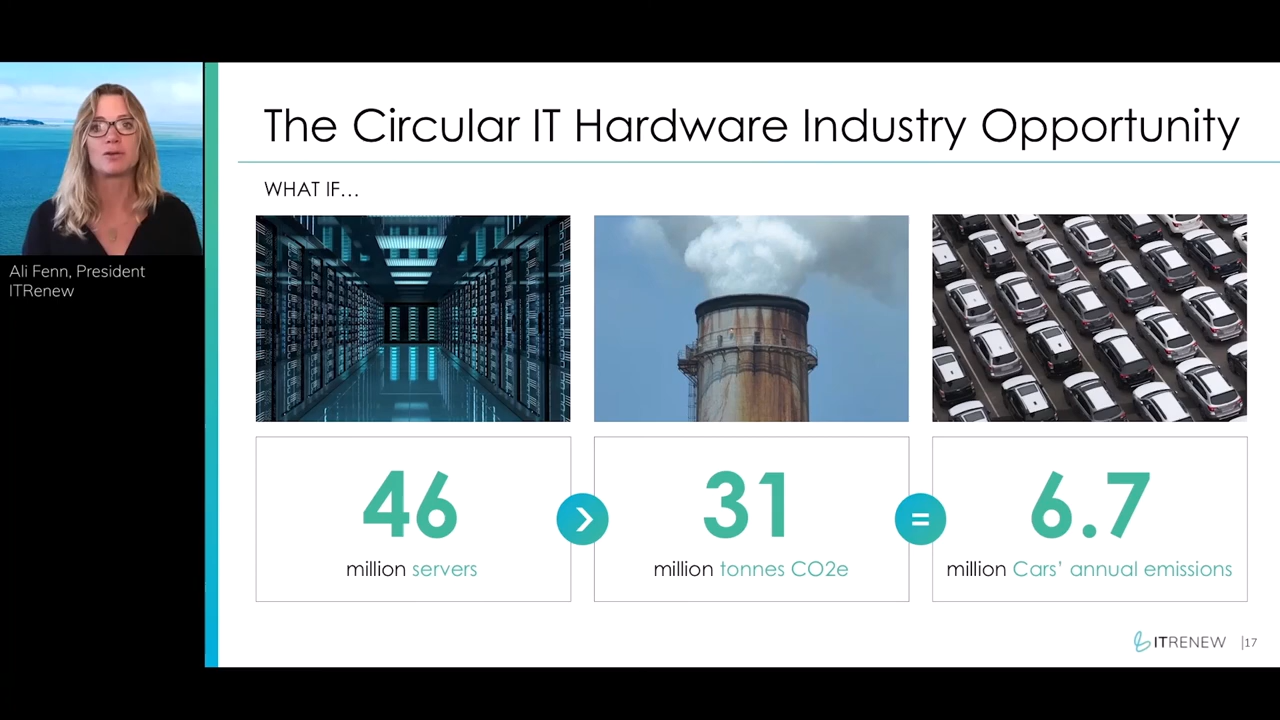 The Circular IT Hardware Industry Opportunity
WHAT IF...
Ali Fenn, President
ITRenew
46
million servers
31
million tonnes CO2e
=
6.7
million Cars' annual emissions
ITRENEW |17